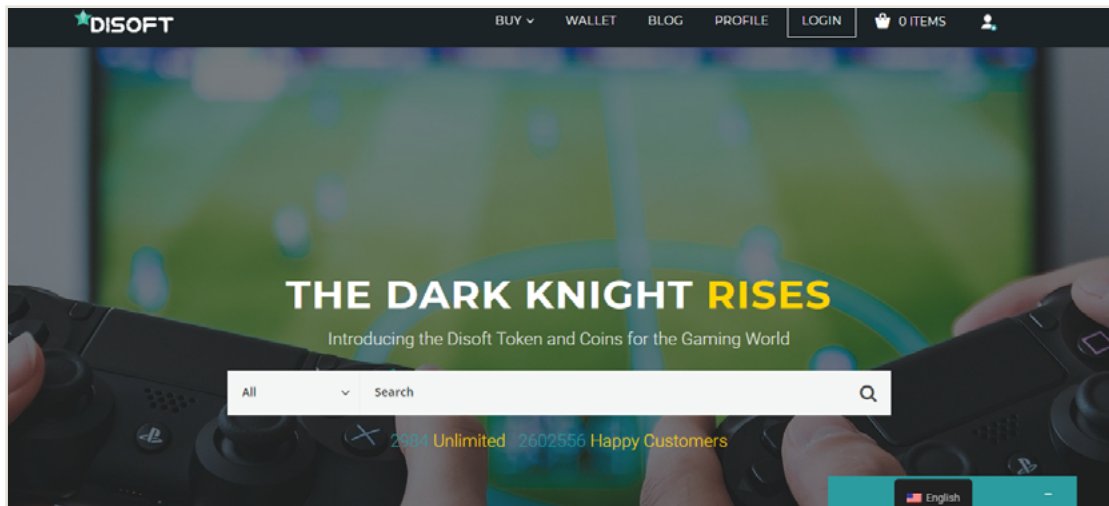 DISOFT
BUY WALLET BLOG PROFILE LOGIN 0 ITEMS
THE DARK KNIGHT RISES
Introducing the Disoft Token and Coins for the Gaming World
All Search
2984 Unlimited 2602556 Happy Customers
English